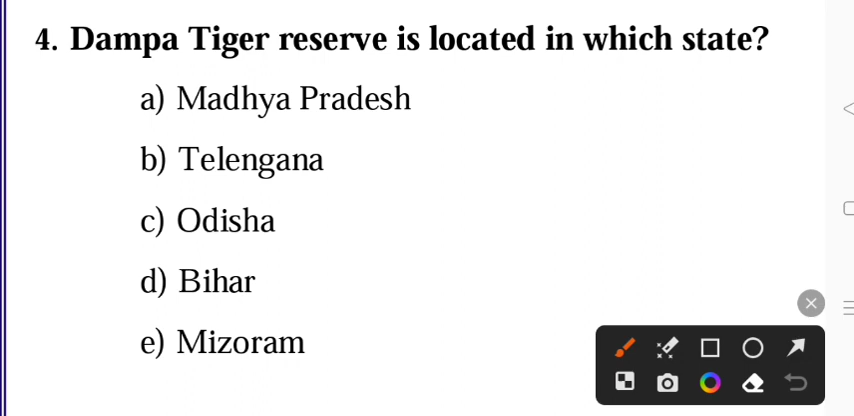 4. Dampa Tiger reserve is located in which state?
a) Madhya Pradesh
b) Telengana
c) Odisha
d) Bihar
e) Mizoram